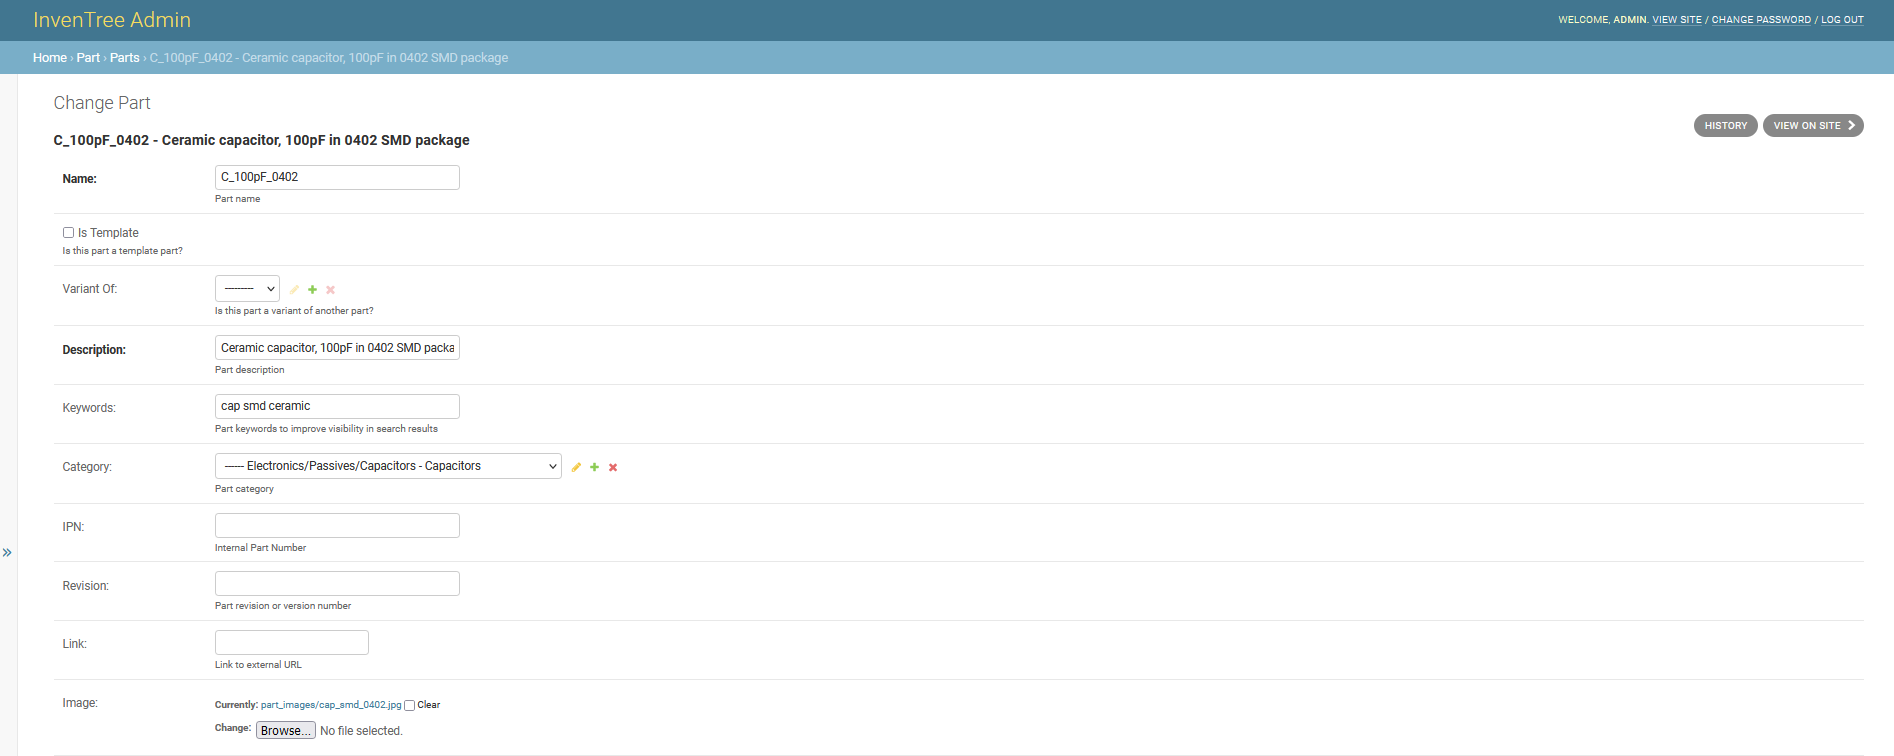 InvenTree Admin
WELCOME, ADMIN. VIEW SITE / CHANGE PASSWORD / LOG OUT
Home › Part › Parts › C_100pF_0402 - Ceramic capacitor, 100pF in 0402 SMD package
Change Part
HISTORY
VIEW ON SITE
C_100pF_0402 - Ceramic capacitor, 100pF in 0402 SMD package
Name: C_100pF_0402
Part name
Is Template
Is this part a template part?
Variant Of: ---------
Is this part a variant of another part?
Description: Ceramic capacitor, 100pF in 0402 SMD packa
Part description
Keywords: cap smd ceramic
Part keywords to improve visibility in search results
Category: ------ Electronics/Passives/Capacitors - Capacitors
Part category
IPN:
Internal Part Number
Revision:
Part revision or version number
Link:
Link to external URL
Image: Currently: part_images/cap_smd_0402.jpg Clear
Change: Browse... No file selected.